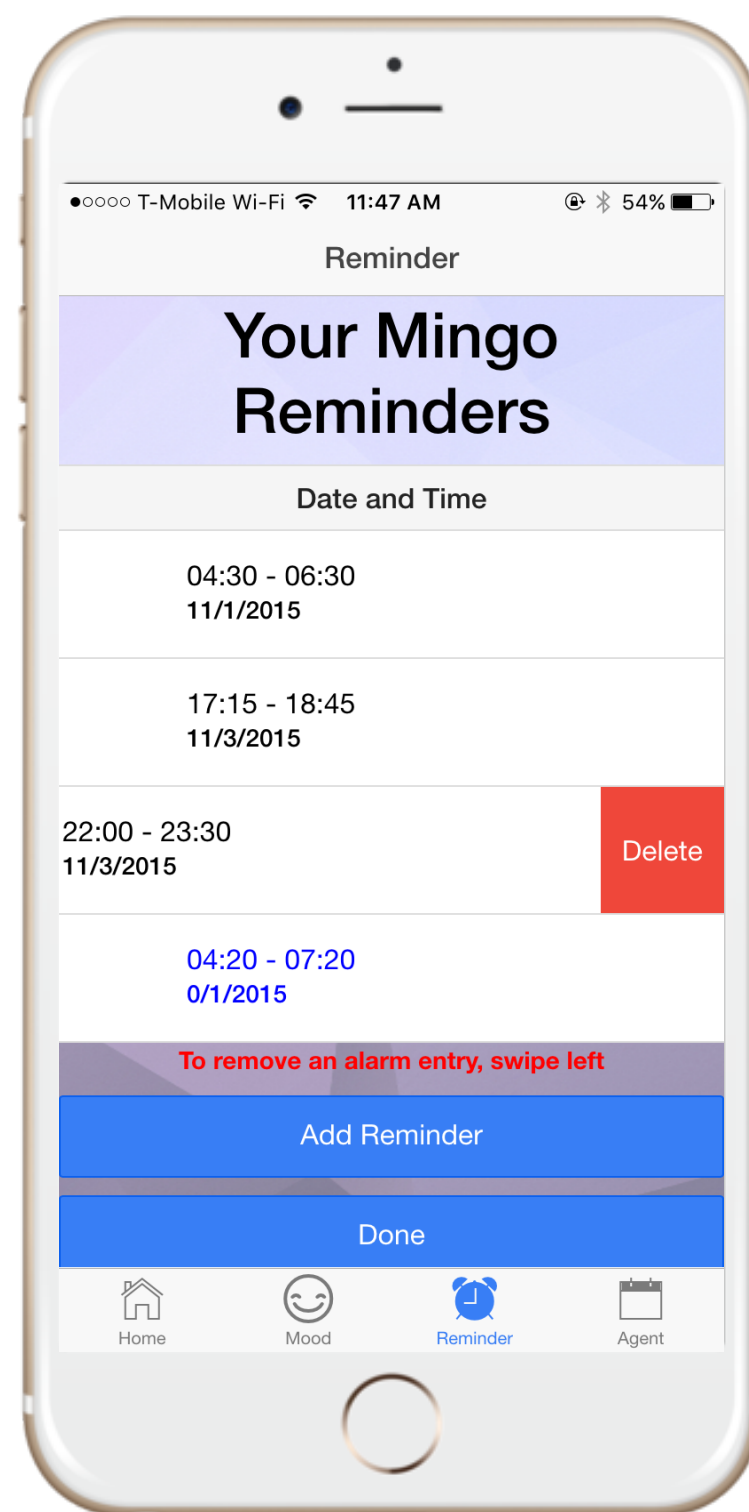 ●○○○○ T-Mobile Wi-Fi 11:47 AM 54%
Reminder
Your Mingo
Reminders
Date and Time
04:30 - 06:30
11/1/2015
17:15 - 18:45
11/3/2015
22:00 - 23:30
11/3/2015
Delete
04:20 - 07:20
0/1/2015
To remove an alarm entry, swipe left
Add Reminder
Done
Home Mood Reminder Agent